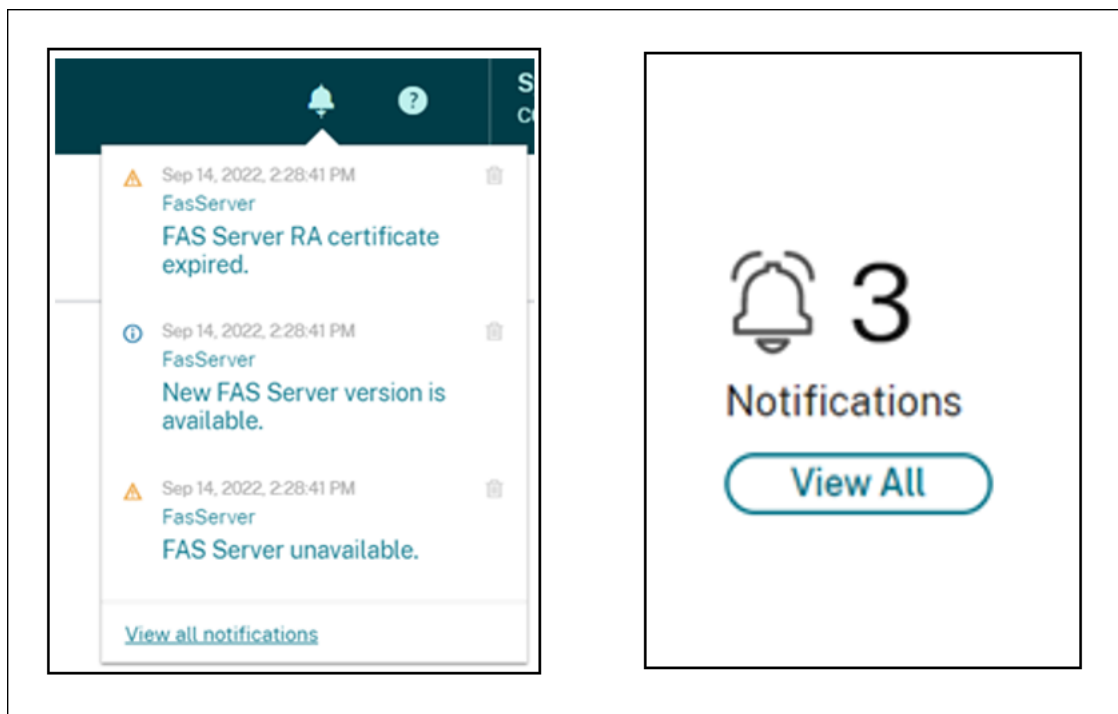 ?
S
Sep 14, 2022, 2:28:41 PM
FasServer
FAS Server RA certificate
expired.
Sep 14, 2022, 2:28:41 PM
FasServer
New FAS Server version is
available.
Sep 14, 2022, 2:28:41 PM
FasServer
FAS Server unavailable.
View all notifications
3
Notifications
View All